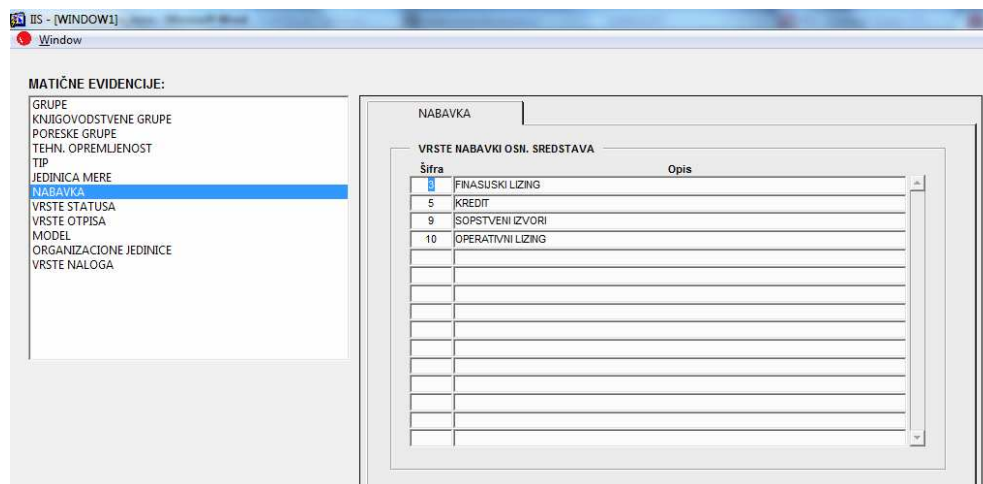 IIS - [WINDOW1]
Window
MATIČNE EVIDENCIJE:
GRUPE
KNJIGOVODSTVENE GRUPE
PORESKE GRUPE
TEHN. OPREMLJENOST
TIP
JEDINICA MERE
NABAVKA
VRSTE STATUSA
VRSTE OTPISA
MODEL
ORGANIZACIONE JEDINICE
VRSTE NALOGA
NABAVKA
VRSTE NABAVKI OSN. SREDSTAVA
Šifra Opis
3 FINASIJSKI LIZING
5 KREDIT
9 SOPSTVENI IZVORI
10 OPERATIVNI LIZING